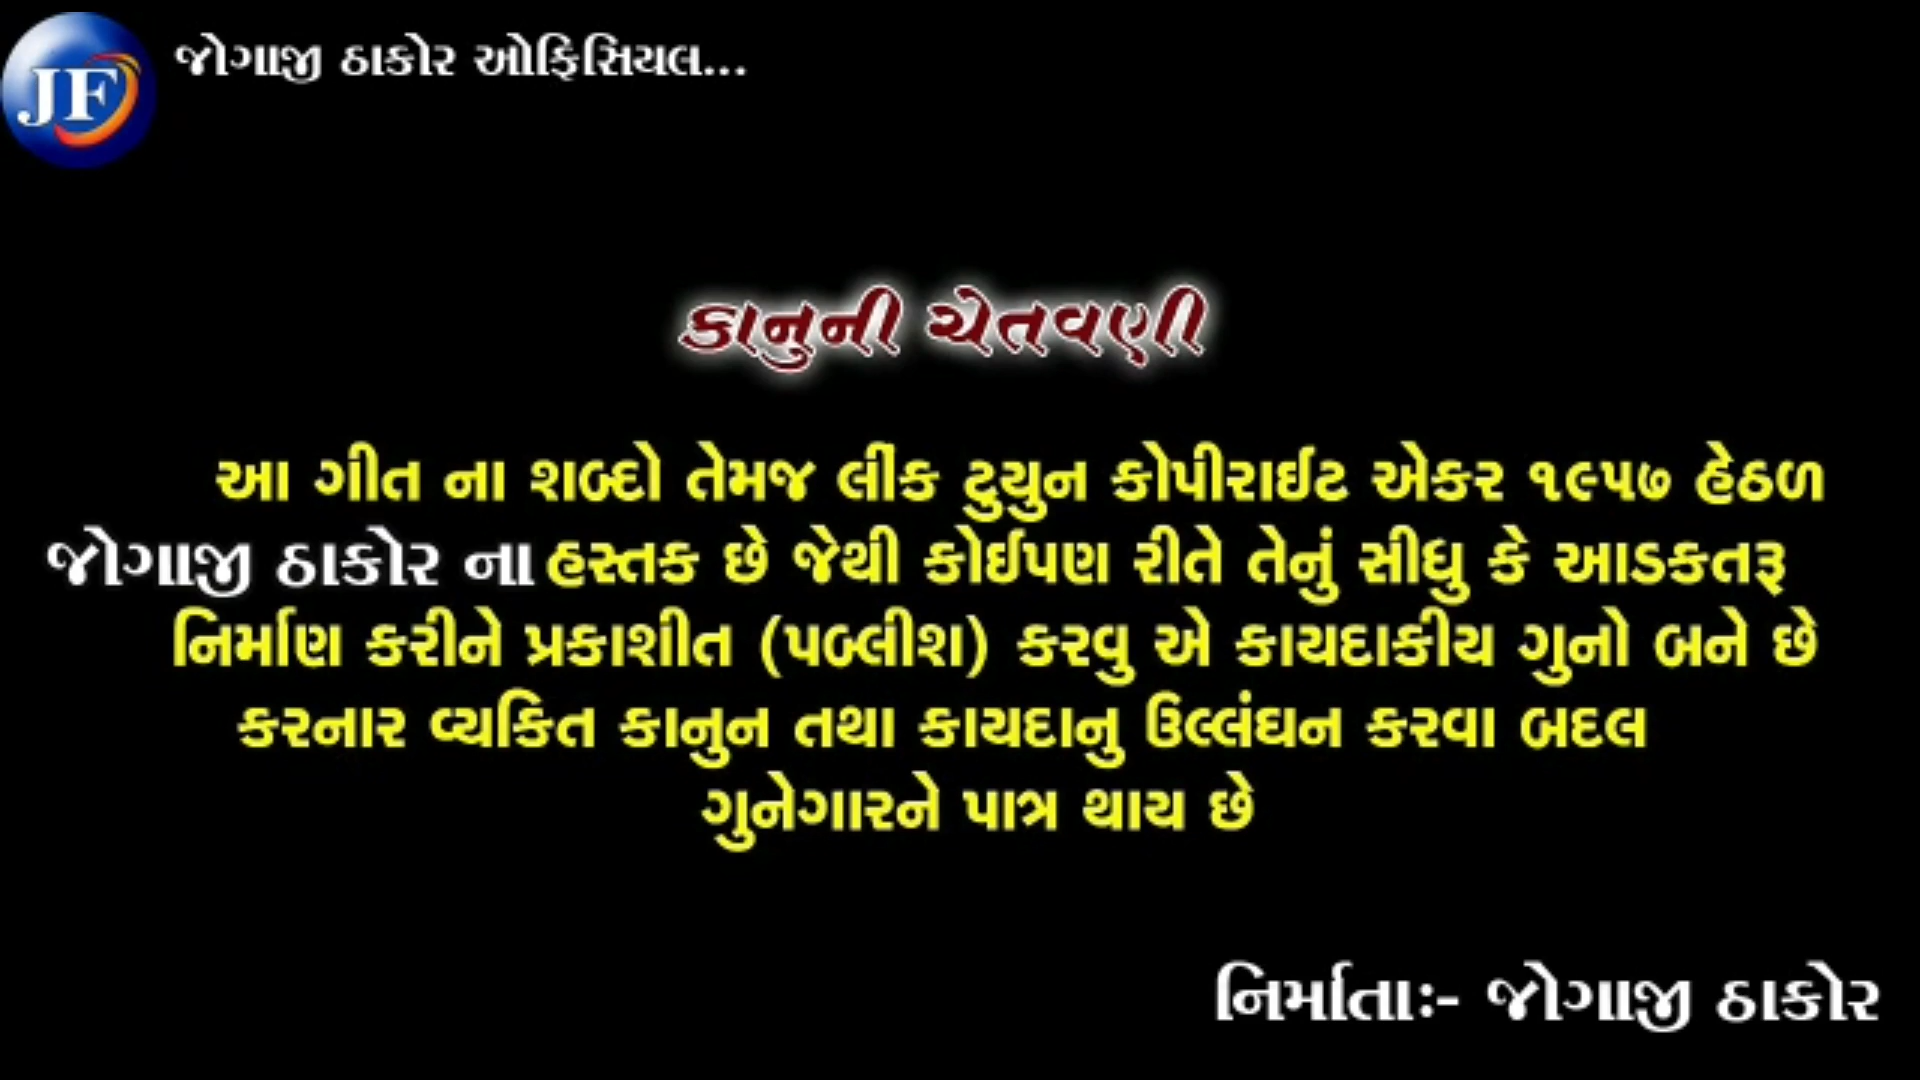 JF
જોગાજી ઠાકોર ઓફિસિયલ...
કાનુની ચેતવણી
આ ગીત ના શબ્દો તેમજ લીંક ટુયુન કોપીરાઈટ એકર ૧૯૫૭ હેઠળ
જોગાજી ઠાકોર ના હસ્તક છે જેથી કોઈપણ રીતે તેનું સીધુ કે આડકતરૂ
નિર્માણ કરીને પ્રકાશીત (પબ્લીશ) કરવુ એ કાયદાકીય ગુનો બને છે
કરનાર વ્યકિત કાનુન તથા કાયદાનુ ઉલ્લંઘન કરવા બદલ
ગુનેગારને પાત્ર થાય છે
નિર્માતાઃ- જોગાજી ઠાકોર